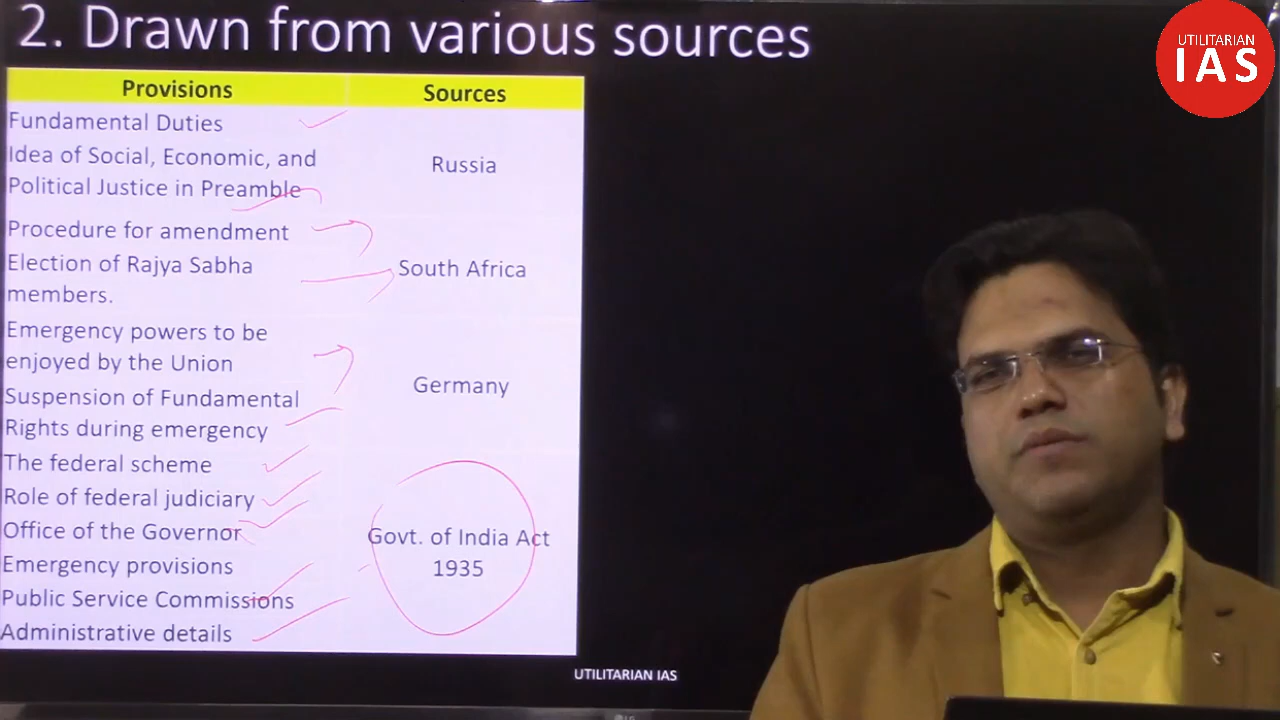 2. Drawn from various sources
UTILITARIAN
IAS
Provisions
Sources
Fundamental Duties
Idea of Social, Economic, and
Political Justice in Preamble
Russia
Procedure for amendment
Election of Rajya Sabha
members.
South Africa
Emergency powers to be
enjoyed by the Union
Suspension of Fundamental
Rights during emergency
Germany
The federal scheme
Role of federal judiciary
Office of the Governor
Emergency provisions
Public Service Commissions
Administrative details
Govt. of India Act
1935
UTILITARIAN IAS
LG